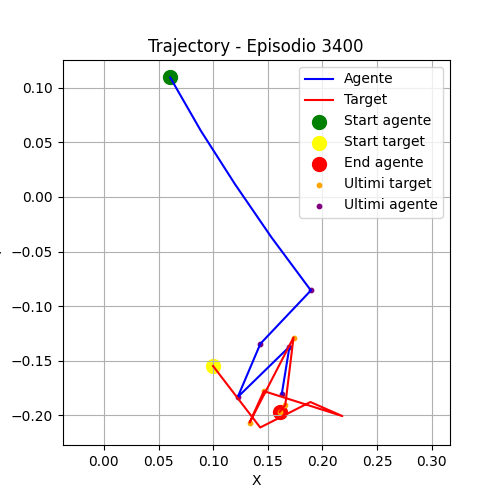 Trajectory - Episodio 3400
Agente
Target
Start agente
Start target
End agente
Ultimi target
Ultimi agente
0.10
0.05
0.00
−0.05
−0.10
−0.15
−0.20
0.00 0.05 0.10 0.15 0.20 0.25 0.30
X